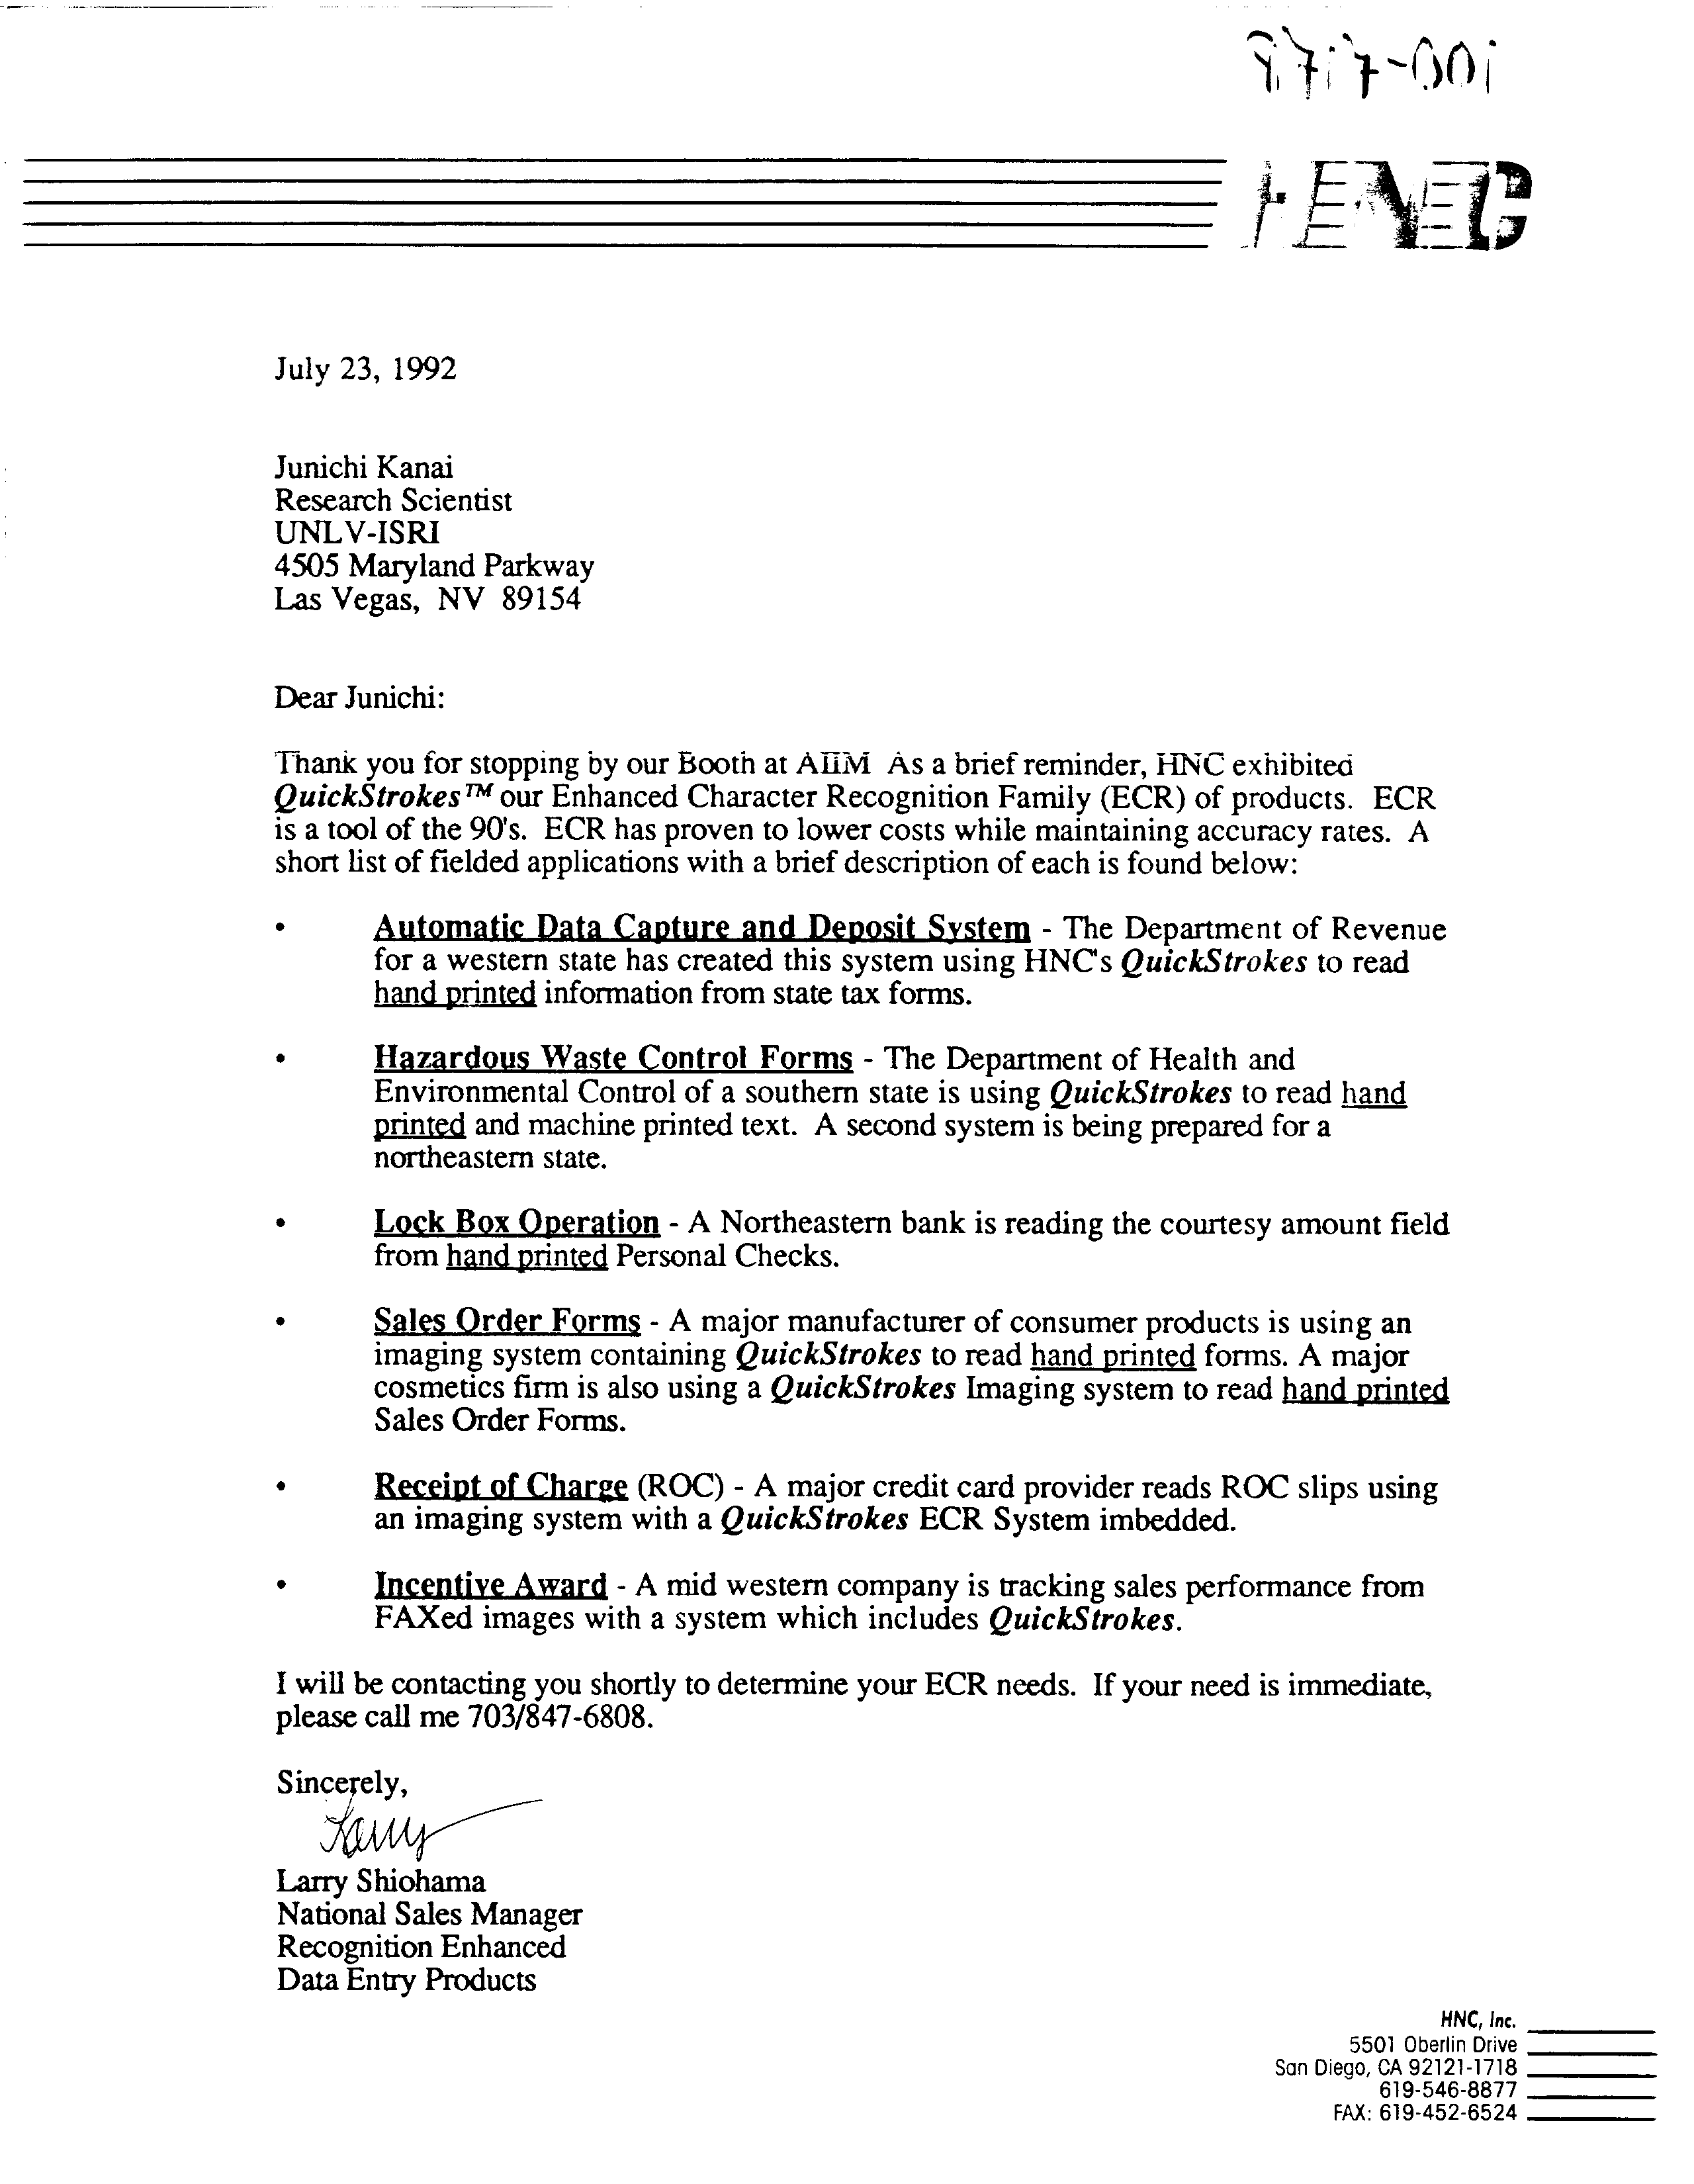 HNC
July 23, 1992
Junichi Kanai
Research Scientist
UNLV-ISRI
4505 Maryland Parkway
Las Vegas, NV 89154
Dear Junichi:
Thank you for stopping by our Booth at AIIM As a brief reminder, HNC exhibited
QuickStrokes™ our Enhanced Character Recognition Family (ECR) of products. ECR
is a tool of the 90's. ECR has proven to lower costs while maintaining accuracy rates. A
short list of fielded applications with a brief description of each is found below:
• Automatic Data Capture and Deposit System - The Department of Revenue
for a western state has created this system using HNC's QuickStrokes to read
hand printed information from state tax forms.
• Hazardous Waste Control Forms - The Department of Health and
Environmental Control of a southern state is using QuickStrokes to read hand
printed and machine printed text. A second system is being prepared for a
northeastern state.
• Lock Box Operation - A Northeastern bank is reading the courtesy amount field
from hand printed Personal Checks.
• Sales Order Forms - A major manufacturer of consumer products is using an
imaging system containing QuickStrokes to read hand printed forms. A major
cosmetics firm is also using a QuickStrokes Imaging system to read hand printed
Sales Order Forms.
• Receipt of Charge (ROC) - A major credit card provider reads ROC slips using
an imaging system with a QuickStrokes ECR System imbedded.
• Incentive Award - A mid western company is tracking sales performance from
FAXed images with a system which includes QuickStrokes.
I will be contacting you shortly to determine your ECR needs. If your need is immediate,
please call me 703/847-6808.
Sincerely,
Larry
Larry Shiohama
National Sales Manager
Recognition Enhanced
Data Entry Products
HNC, Inc.
5501 Oberlin Drive
San Diego, CA 92121-1718
619-546-8877
FAX: 619-452-6524